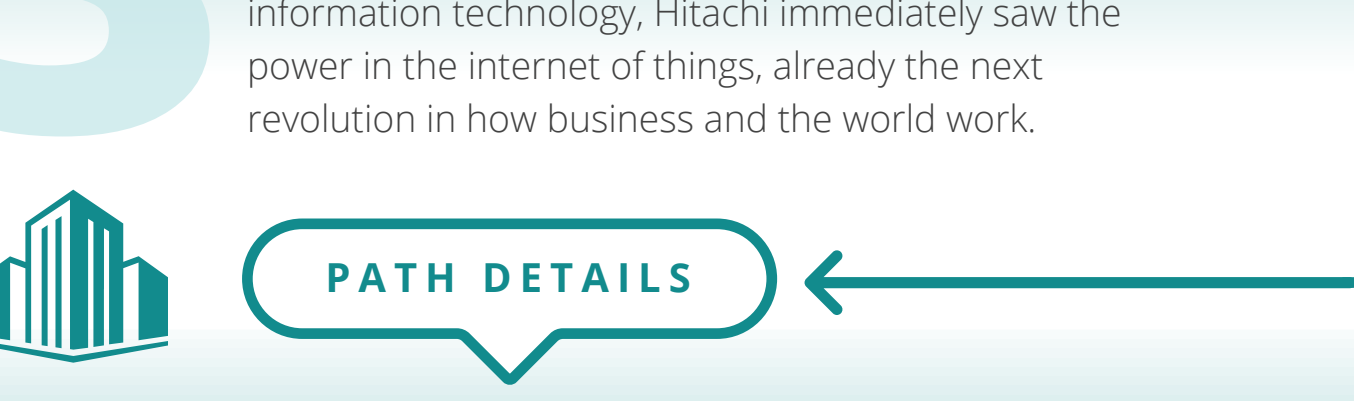 information technology, Hitachi immediately saw the
power in the internet of things, already the next
revolution in how business and the world work.
PATH DETAILS